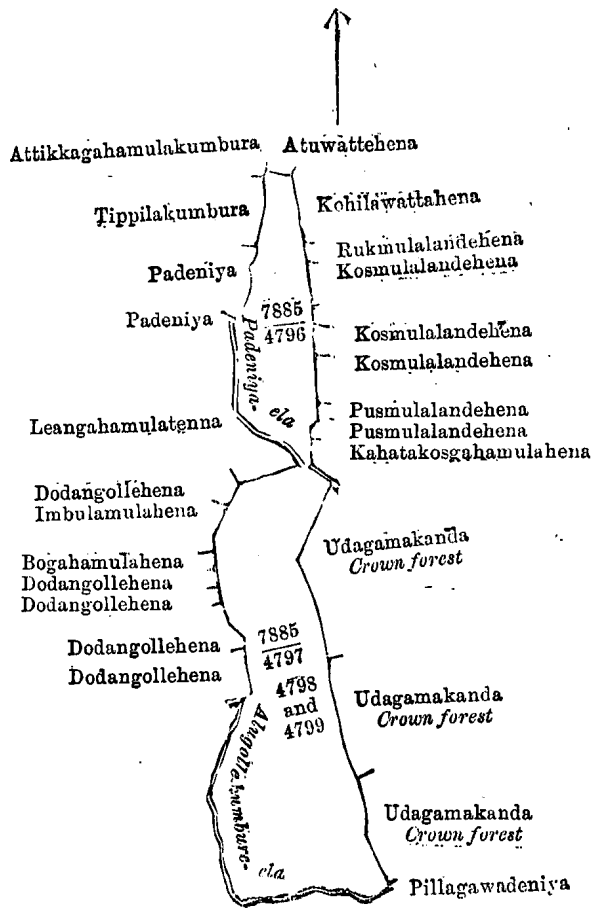 Attikkagahamulakumbura Atuwattehena
Tippilakumbura Kohilawattahena
Rukmulalandehena
Padeniya Kosmulalandehena
7885
Padeniya 4796 Kosmulalandehena
Padeniya-
ela
Kosmulalandehena
Pusmulalandehena
Leangahamulatenna Pusmulalandehena
Kahatakosgahamulahena
Dodangollehena
Imbulamulahena
Udagamakanda
Crown forest
Bogahamulahena
Dodangollehena
Dodangollehena
7885
Dodangollehena 4797
Dodangollehena 4798
and
4799
Udagamakanda
Crown forest
ela
Udagamakanda
Crown forest
Pillagawadeniya